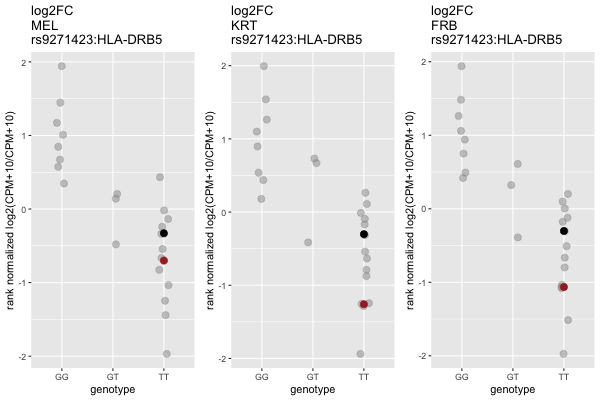 log2FC
MEL
rs9271423:HLA-DRB5
rank normalized log2(CPM+10/CPM+10)
2
1
0
-1
-2
GG
GT
TT
genotype
log2FC
KRT
rs9271423:HLA-DRB5
rank normalized log2(CPM+10/CPM+10)
2
1
0
-1
-2
GG
GT
TT
genotype
log2FC
FRB
rs9271423:HLA-DRB5
rank normalized log2(CPM+10/CPM+10)
2
1
0
-1
-2
GG
GT
TT
genotype